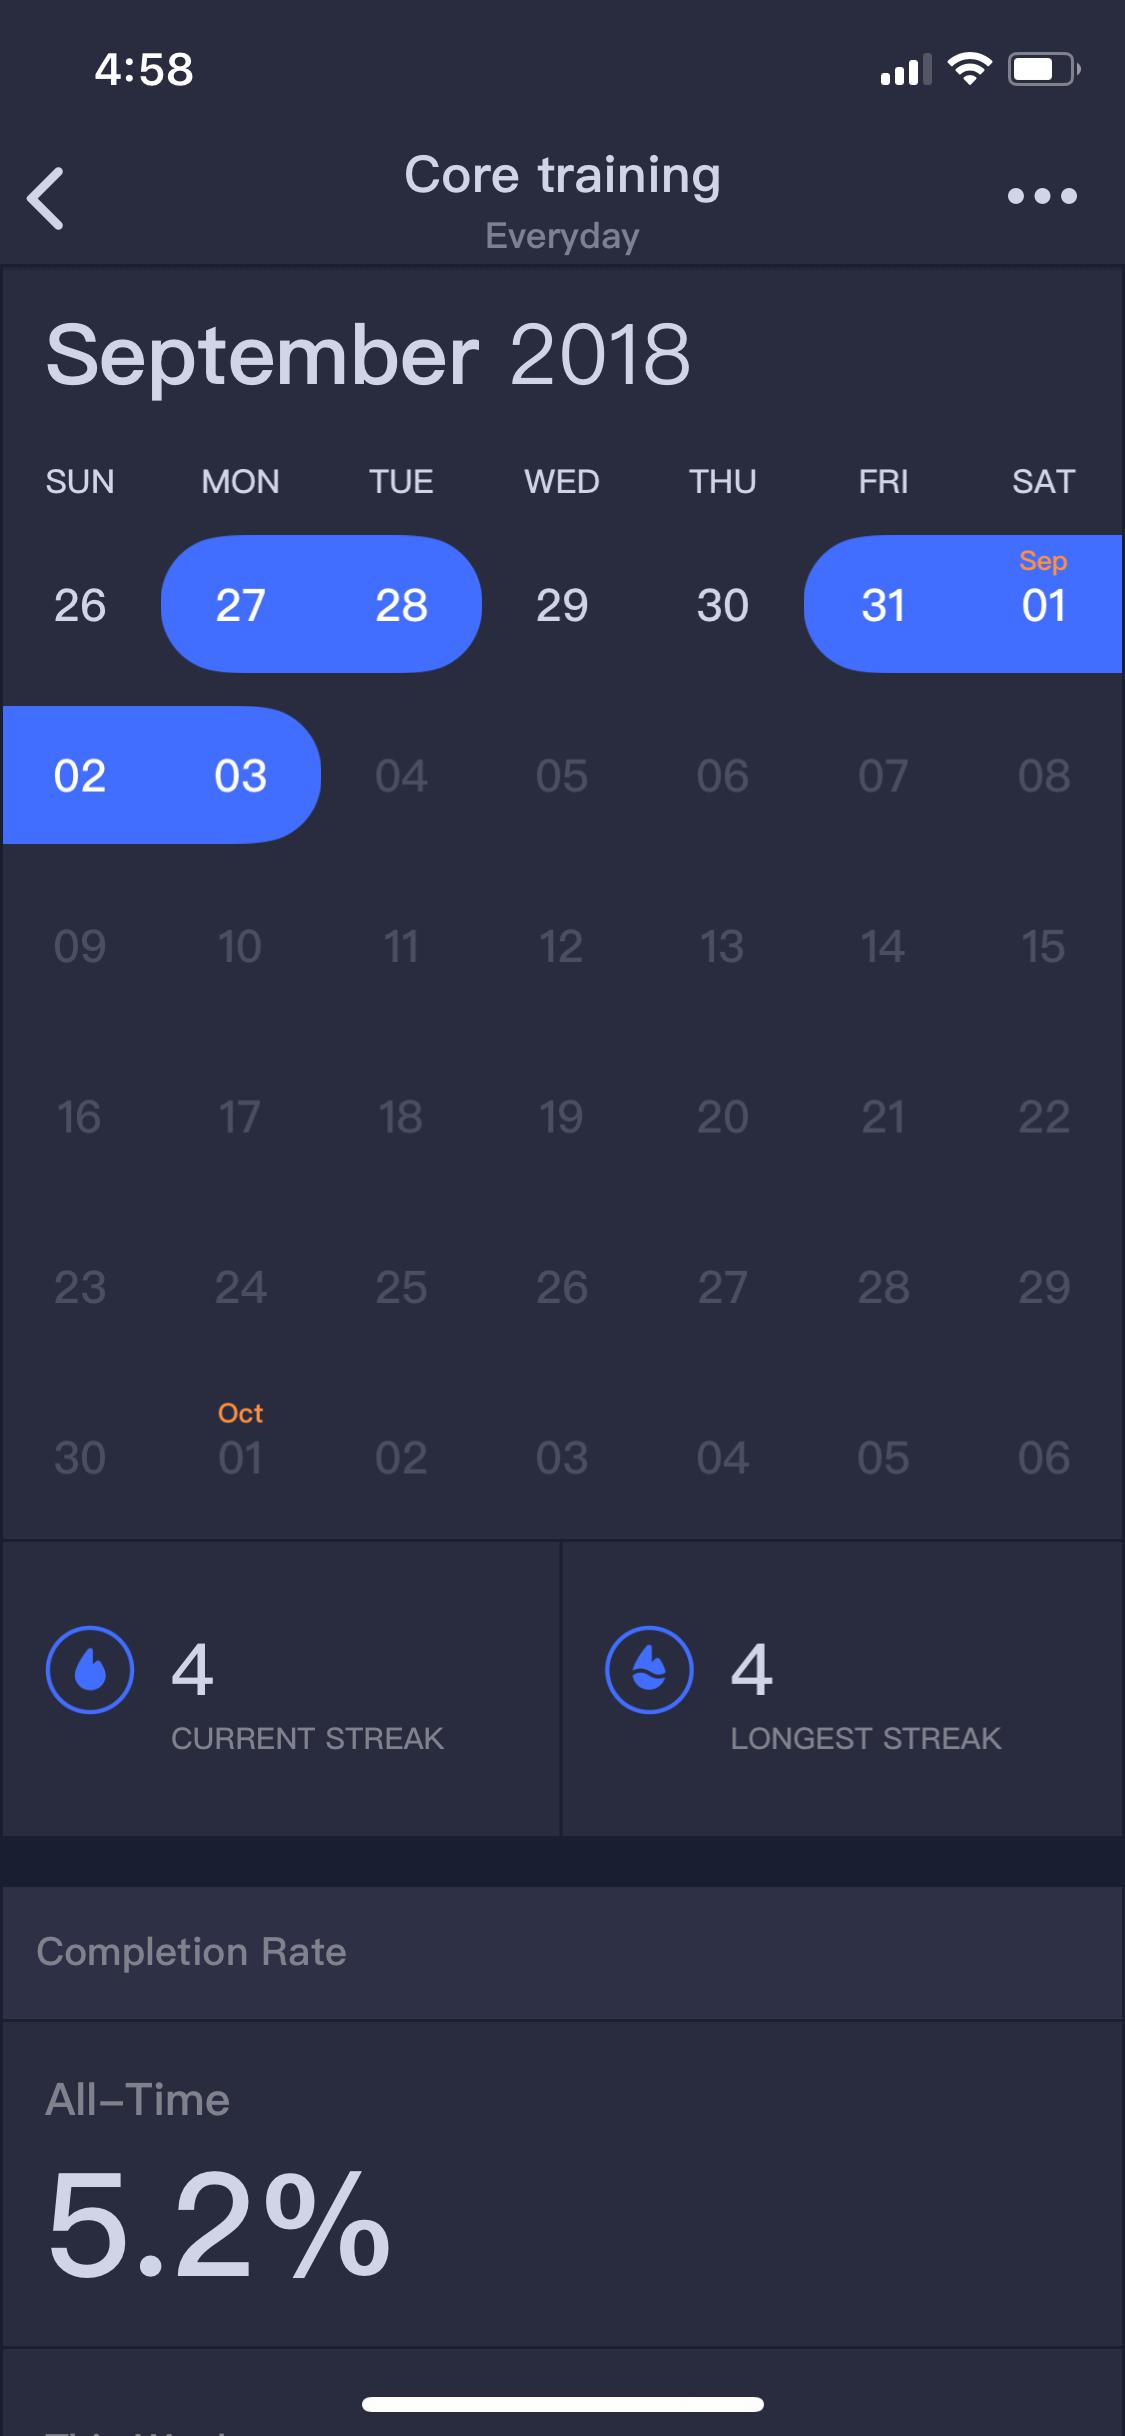 4:58
Core training
Everyday
September 2018
SUN MON TUE WED THU FRI SAT
Sep
26 27 28 29 30 31 01
02 03 04 05 06 07 08
09 10 11 12 13 14 15
16 17 18 19 20 21 22
23 24 25 26 27 28 29
Oct
30 01 02 03 04 05 06
4 4
CURRENT STREAK LONGEST STREAK
Completion Rate
All-Time
5.2%